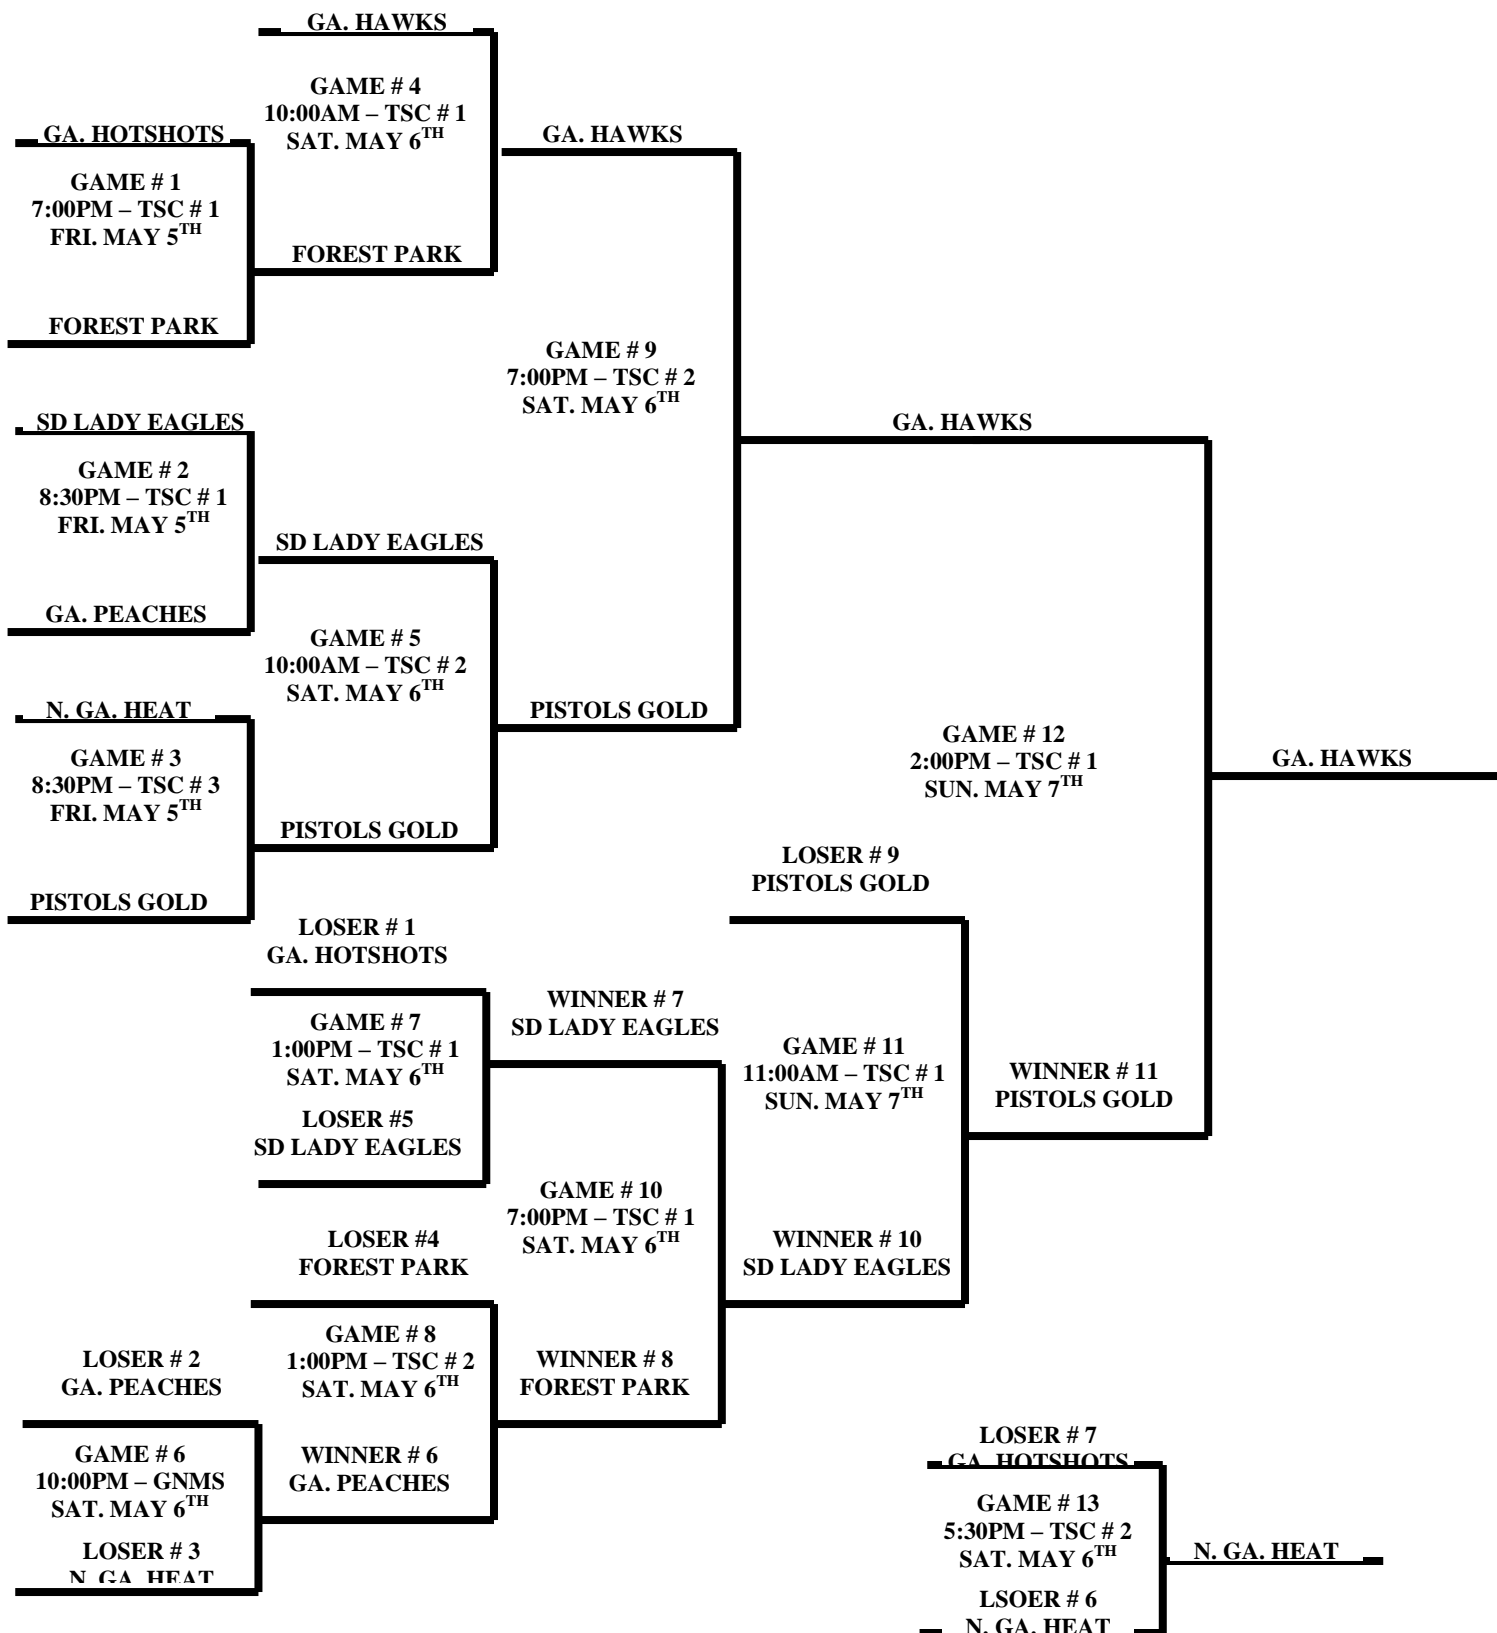 GA. HAWKS
GAME # 4
10:00AM – TSC # 1
SAT. MAY 6TH
GA. HOTSHOTS
GAME # 1
7:00PM – TSC # 1
FRI. MAY 5TH
GA. HAWKS
FOREST PARK
FOREST PARK
GAME # 9
7:00PM – TSC # 2
SAT. MAY 6TH
SD LADY EAGLES
GAME # 2
8:30PM – TSC # 1
FRI. MAY 5TH
GA. HAWKS
SD LADY EAGLES
GA. PEACHES
GAME # 5
10:00AM – TSC # 2
SAT. MAY 6TH
N. GA. HEAT
GAME # 3
8:30PM – TSC # 3
FRI. MAY 5TH
PISTOLS GOLD
GAME # 12
2:00PM – TSC # 1
SUN. MAY 7TH
GA. HAWKS
PISTOLS GOLD
LOSER # 9
PISTOLS GOLD
PISTOLS GOLD
LOSER # 1
GA. HOTSHOTS
GAME # 7
1:00PM – TSC # 1
SAT. MAY 6TH
WINNER # 7
SD LADY EAGLES
GAME # 11
11:00AM – TSC # 1
SUN. MAY 7TH
WINNER # 11
PISTOLS GOLD
LOSER #5
SD LADY EAGLES
GAME # 10
7:00PM – TSC # 1
SAT. MAY 6TH
LOSER #4
FOREST PARK
WINNER # 10
SD LADY EAGLES
GAME # 8
1:00PM – TSC # 2
SAT. MAY 6TH
LOSER # 2
GA. PEACHES
WINNER # 8
FOREST PARK
GAME # 6
10:00PM – GNMS
SAT. MAY 6TH
WINNER # 6
GA. PEACHES
LOSER # 3
N. GA. HEAT
LOSER # 7
GA. HOTSHOTS
GAME # 13
5:30PM – TSC # 2
SAT. MAY 6TH
N. GA. HEAT
LSOER # 6
N. GA. HEAT